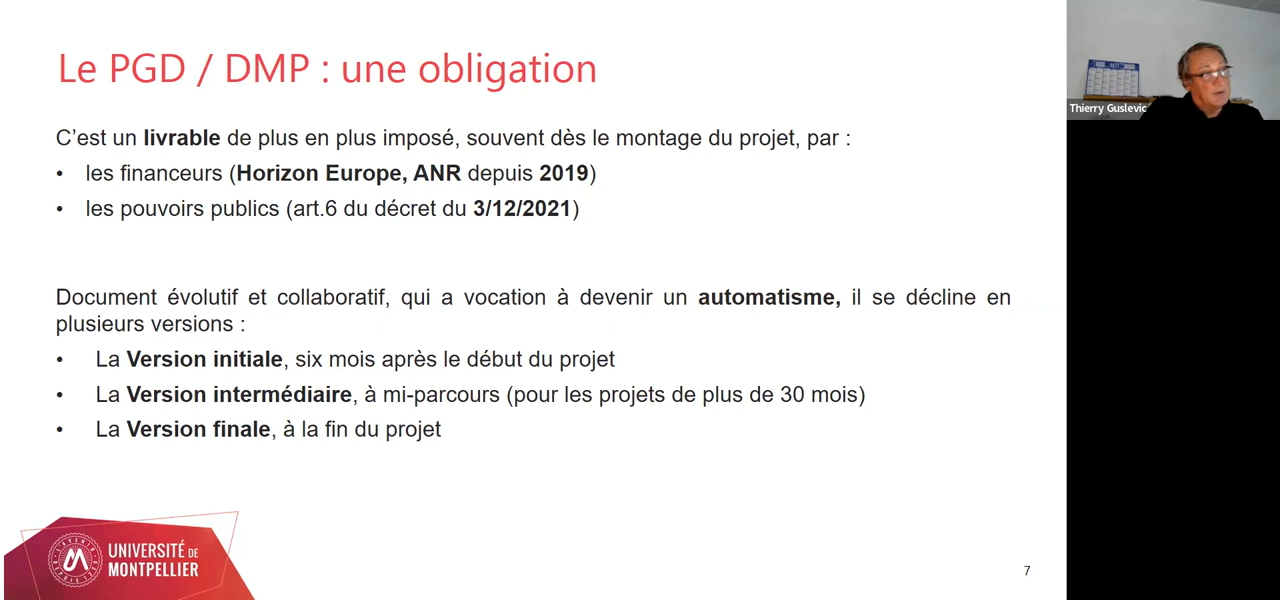 Le PGD / DMP : une obligation
C'est un livrable de plus en plus imposé, souvent dès le montage du projet, par :
• les financeurs (Horizon Europe, ANR depuis 2019)
• les pouvoirs publics (art.6 du décret du 3/12/2021)
Document évolutif et collaboratif, qui a vocation à devenir un automatisme, il se décline en
plusieurs versions :
• La Version initiale, six mois après le début du projet
• La Version intermédiaire, à mi-parcours (pour les projets de plus de 30 mois)
• La Version finale, à la fin du projet
UNIVERSITÉ DE
MONTPELLIER
7
Thierry Guslevic